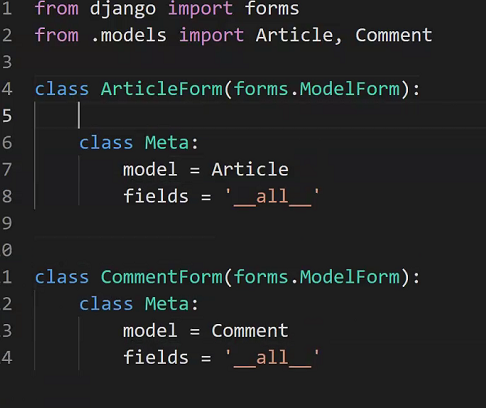 1 from django import forms
2 from .models import Article, Comment
3
4 class ArticleForm(forms.ModelForm):
5
6     class Meta:
7         model = Article
8         fields = '__all__'
9
0
1 class CommentForm(forms.ModelForm):
2     class Meta:
3         model = Comment
4         fields = '__all__'